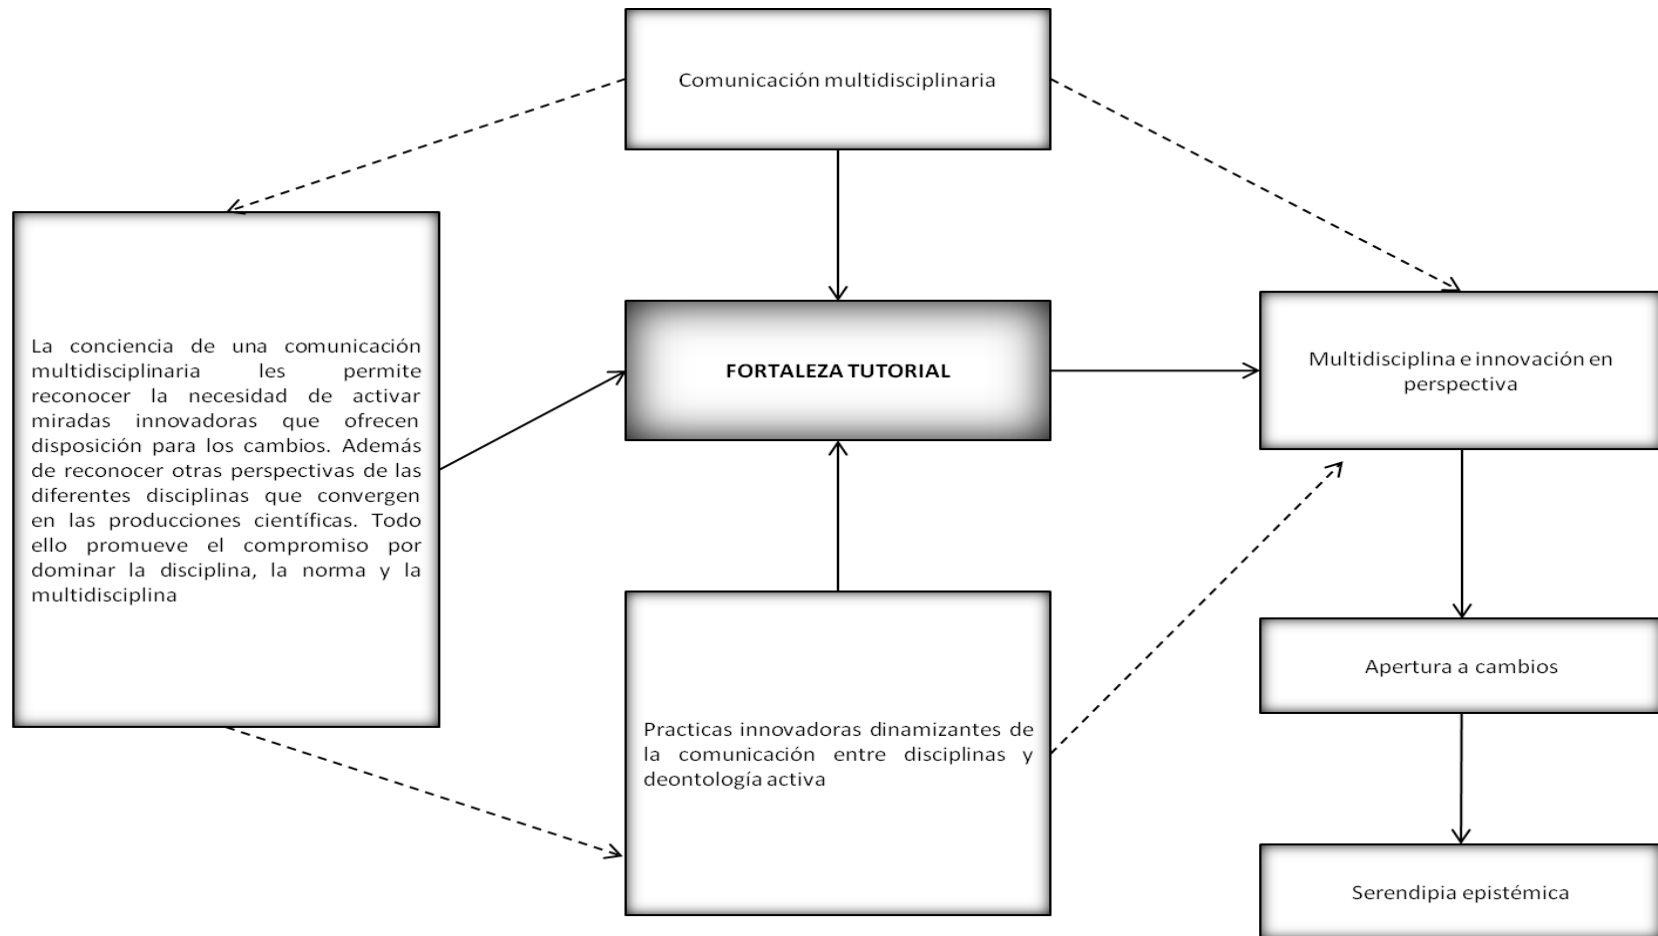 Comunicación multidisciplinaria
La conciencia de una comunicación
multidisciplinaria les permite
reconocer la necesidad de activar
miradas innovadoras que ofrecen
disposición para los cambios. Además
de reconocer otras perspectivas de las
diferentes disciplinas que convergen
en las producciones científicas. Todo
ello promueve el compromiso por
dominar la disciplina, la norma y la
multidisciplina
FORTALEZA TUTORIAL
Multidisciplina e innovación en
perspectiva
Practicas innovadoras dinamizantes de
la comunicación entre disciplinas y
deontología activa
Apertura a cambios
Serendipia epistémica